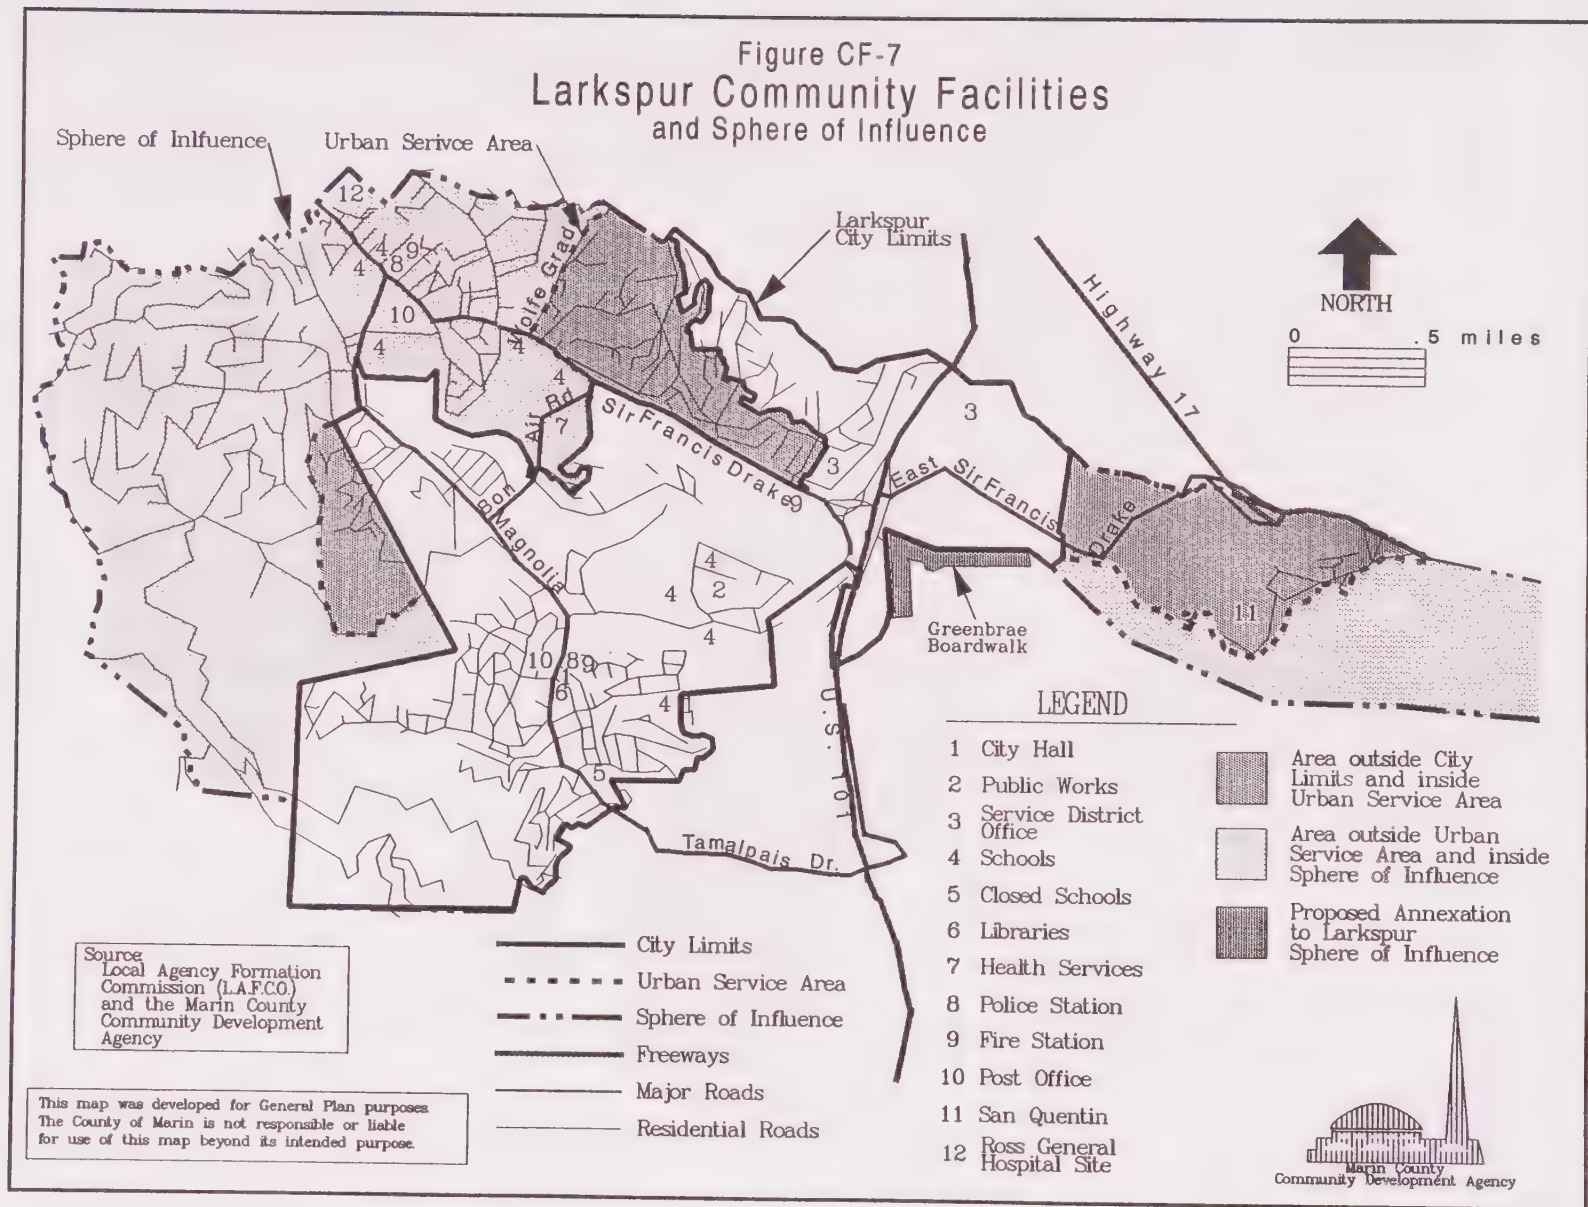 Figure CF-7
Larkspur Community Facilities
and Sphere of Influence
Sphere of Inlfuence
Urban Serivce Area
Larkspur
City Limits
NORTH
0 .5 miles
Highway 17
12
7
4
9
4
8
Wolfe Grad
10
4
4
4
Rd
7
Sir Francis Drake
3
9
3
East Sir Francis
Drake
Bon
Magnolia
4
2
4
4
11
Greenbrae
Boardwalk
10
8
9
1
6
4
5
U.S. 101
Tamalpais Dr.
LEGEND
1 City Hall
2 Public Works
3 Service District
Office
4 Schools
5 Closed Schools
6 Libraries
7 Health Services
8 Police Station
9 Fire Station
10 Post Office
11 San Quentin
12 Ross General
Hospital Site
Area outside City
Limits and inside
Urban Service Area
Area outside Urban
Service Area and inside
Sphere of Influence
Proposed Annexation
to Larkspur
Sphere of Influence
City Limits
Urban Service Area
Sphere of Influence
Freeways
Major Roads
Residential Roads
Source
Local Agency Formation
Commission (L.A.F.C.O.)
and the Marin County
Community Development
Agency
This map was developed for General Plan purposes.
The County of Marin is not responsible or liable
for use of this map beyond its intended purpose.
Marin County
Community Development Agency